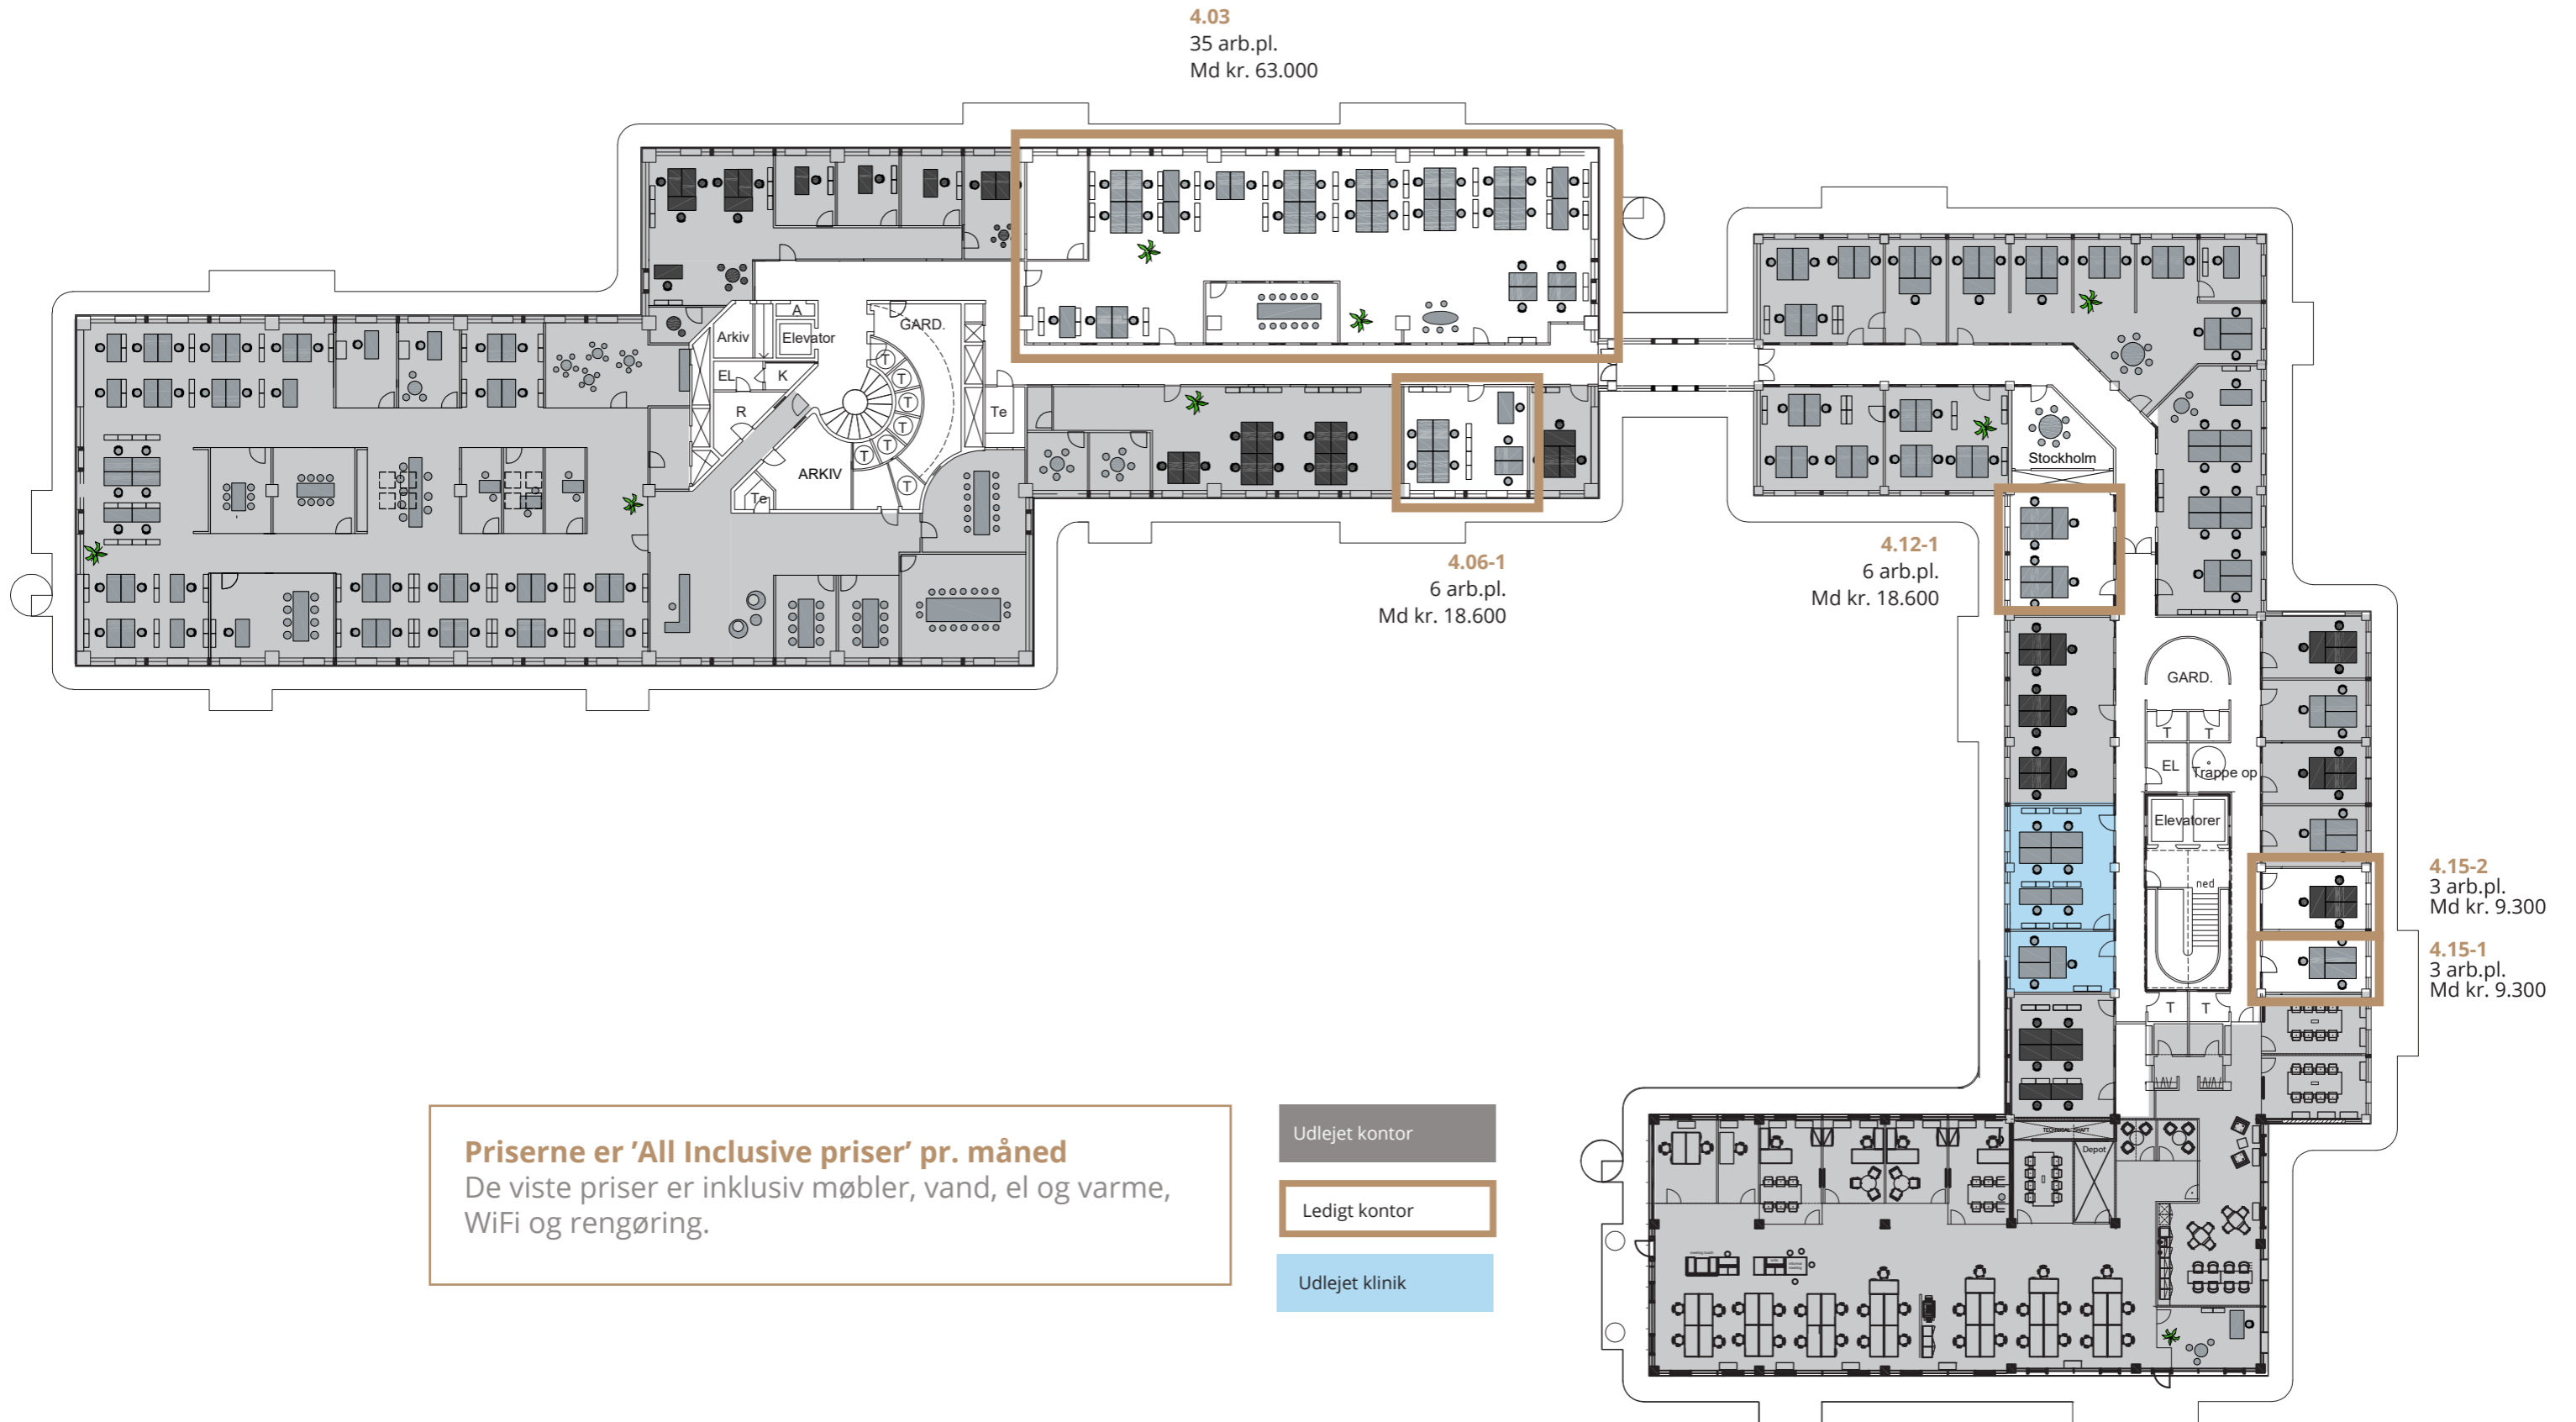 4.03
35 arb.pl.
Md kr. 63.000
A
Arkiv
Elevator
GARD.
EL
K
R
T
T
T
T
T
T
T
Te
ARKIV
Te
Stockholm
4.06-1
6 arb.pl.
Md kr. 18.600
4.12-1
6 arb.pl.
Md kr. 18.600
GARD.
T
T
EL
Trappe op
Elevatorer
ned
4.15-2
3 arb.pl.
Md kr. 9.300
4.15-1
3 arb.pl.
Md kr. 9.300
T
T
TECHNICAL SHAFT
Depot
Priserne er ’All Inclusive priser’ pr. måned
De viste priser er inklusiv møbler, vand, el og varme,
WiFi og rengøring.
Udlejet kontor
Ledigt kontor
Udlejet klinik